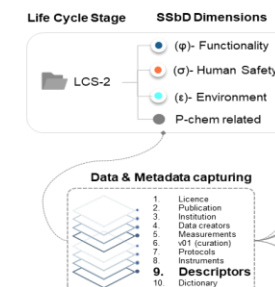 Life Cycle Stage SSbD Dimensions
(φ)- Functionality
(σ)- Human Safety
LCS-2
(ε)- Environment
P-chem related
Data & Metadata capturing
1. Licence
2. Publication
3. Institution
4. Data creators
5. Measurements
6. v01 (curation)
7. Protocols
8. Instruments
9. Descriptors
10. Dictionary